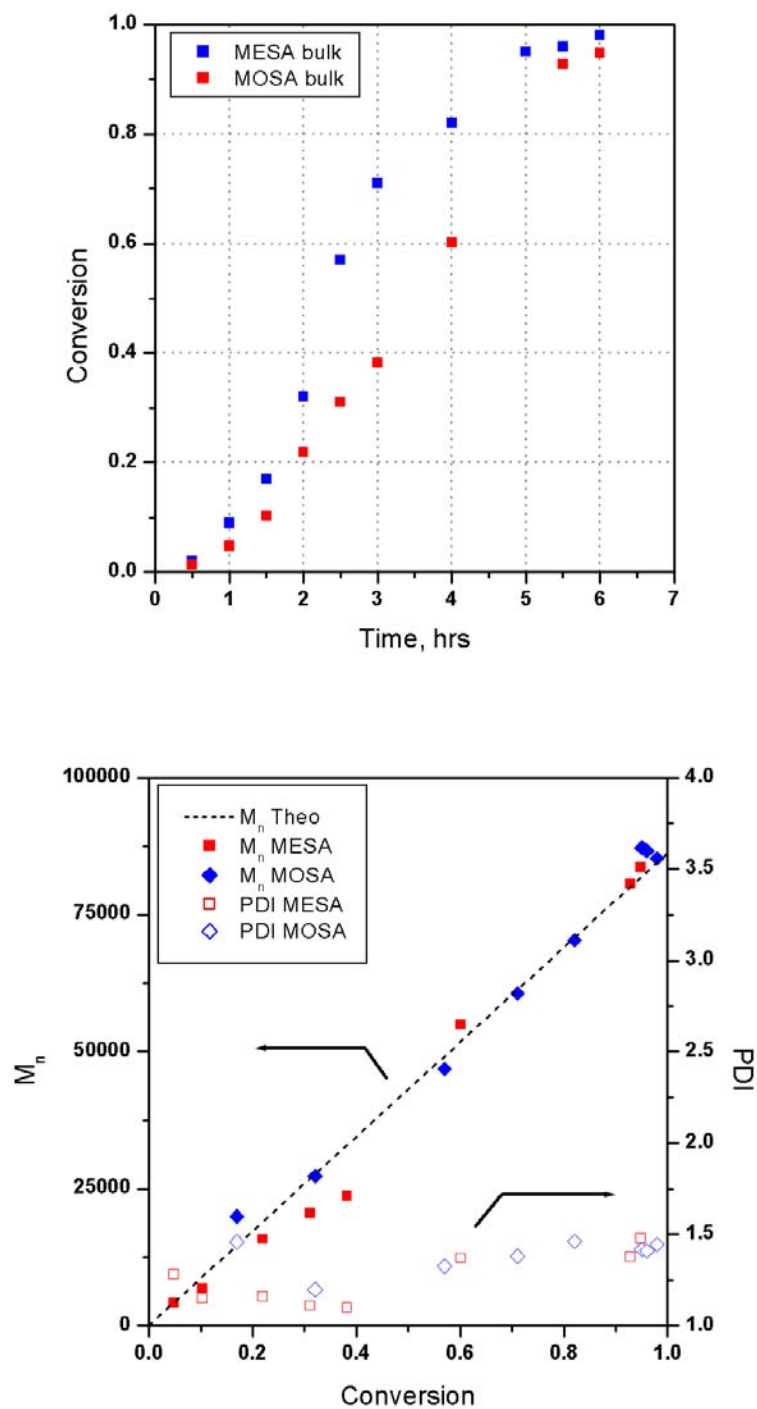 1.0
MESA bulk
MOSA bulk
0.8
0.6
Conversion
0.4
0.2
0.0
0 1 2 3 4 5 6 7
Time, hrs
100000 4.0
Mn Theo
Mn MESA
3.5
Mn MOSA
PDI MESA
75000
PDI MOSA
3.0
Mn
50000 2.5
PDI
2.0
25000
1.5
0 1.0
0.0 0.2 0.4 0.6 0.8 1.0
Conversion